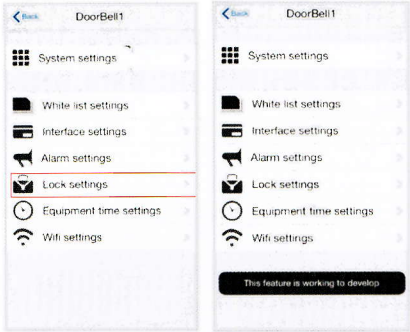 Back DoorBell1
System settings
White list settings
Interface settings
Alarm settings
Lock settings
Equipment time settings
Wifi settings
Back DoorBell1
System settings
White list settings
Interface settings
Alarm settings
Lock settings
Equipment time settings
Wifi settings
This feature is working to develop